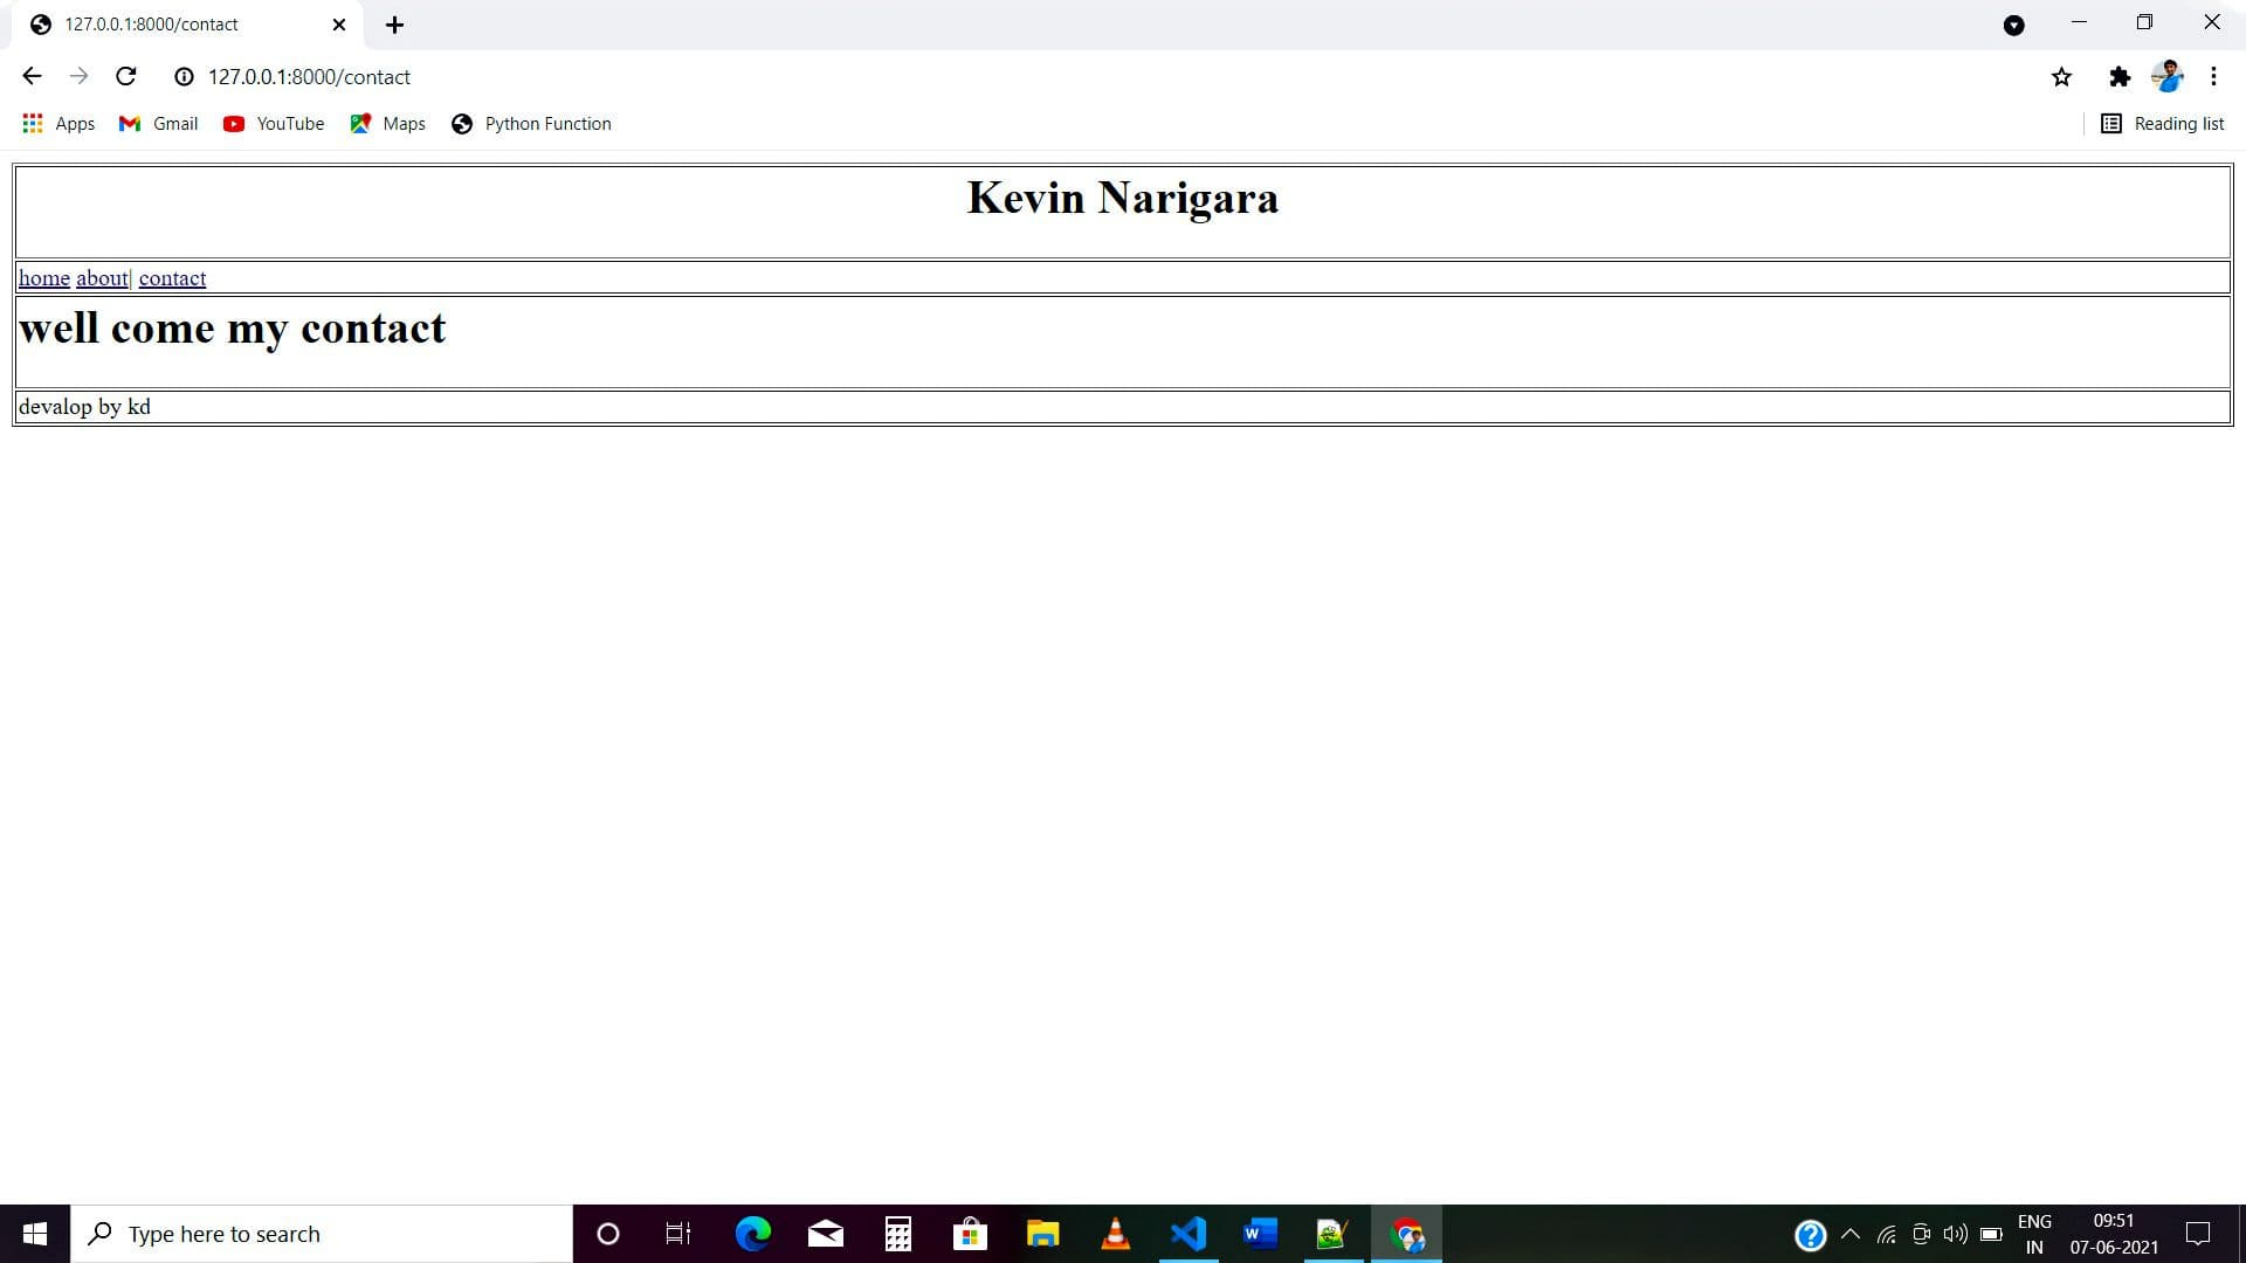 127.0.0.1:8000/contact
127.0.0.1:8000/contact
Apps Gmail YouTube Maps Python Function Reading list
Kevin Narigara
home about| contact
well come my contact
devalop by kd
Type here to search
ENG 09:51
IN 07-06-2021